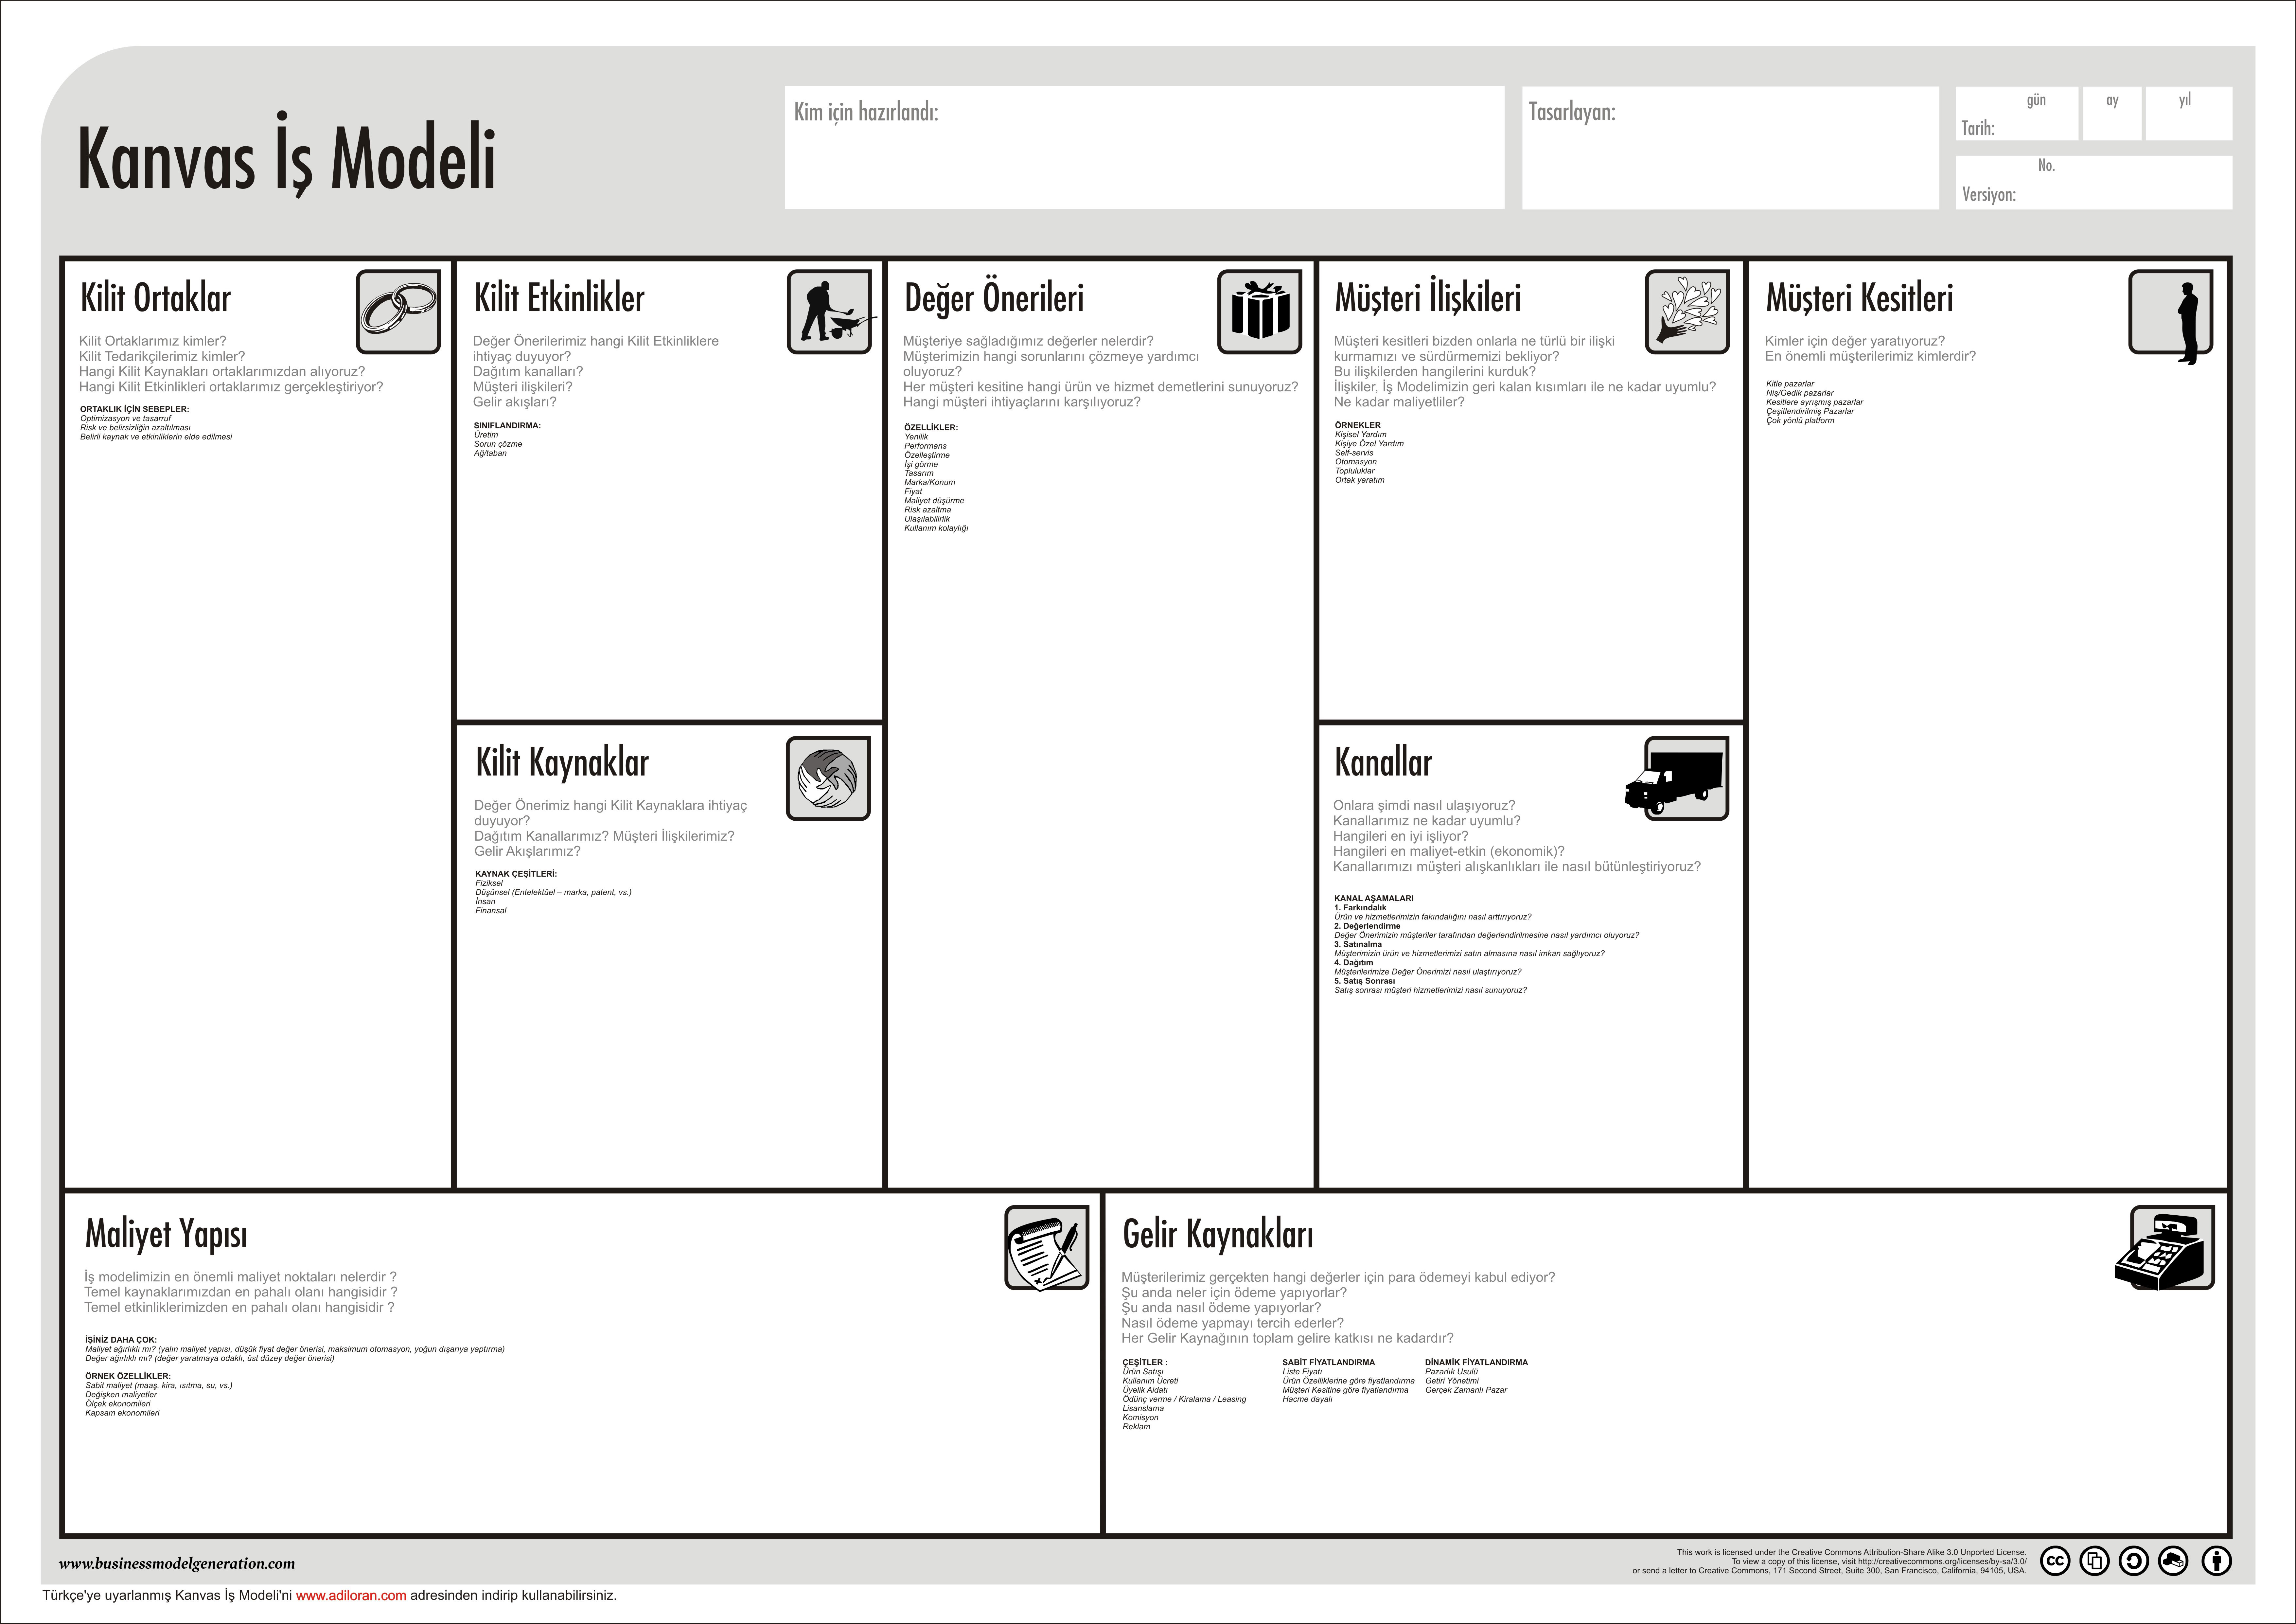 Kanvas İş Modeli
Kim için hazırlandı:
Tasarlayan:
gün
ay
yıl
Tarih:
No.
Versiyon:
Kilit Ortaklar
Kilit Ortaklarımız kimler?
Kilit Tedarikçilerimiz kimler?
Hangi Kilit Kaynakları ortaklarımızdan alıyoruz?
Hangi Kilit Etkinlikleri ortaklarımız gerçekleştiriyor?
ORTAKLIK İÇİN SEBEPLER:
Optimizasyon ve tasarruf
Risk ve belirsizliğin azaltılması
Belirli kaynak ve etkinliklerin elde edilmesi
Kilit Etkinlikler
Değer Önerilerimiz hangi Kilit Etkinliklere
ihtiyaç duyuyor?
Dağıtım kanalları?
Müşteri ilişkileri?
Gelir akışları?
SINIFLANDIRMA:
Üretim
Sorun çözme
Ağ/taban
Kilit Kaynaklar
Değer Önerimiz hangi Kilit Kaynaklara ihtiyaç
duyuyor?
Dağıtım Kanallarımız? Müşteri İlişkilerimiz?
Gelir Akışlarımız?
KAYNAK ÇEŞİTLERİ:
Fiziksel
Düşünsel (Entelektüel – marka, patent, vs.)
İnsan
Finansal
Değer Önerileri
Müşteriye sağladığımız değerler nelerdir?
Müşterimizin hangi sorunlarını çözmeye yardımcı
oluyoruz?
Her müşteri kesitine hangi ürün ve hizmet demetlerini sunuyoruz?
Hangi müşteri ihtiyaçlarını karşılıyoruz?
ÖZELLİKLER:
Yenilik
Performans
Özelleştirme
İşi görme
Tasarım
Marka/Konum
Fiyat
Maliyet düşürme
Risk azaltma
Ulaşılabilirlik
Kullanım kolaylığı
Müşteri İlişkileri
Müşteri kesitleri bizden onlarla ne türlü bir ilişki
kurmamızı ve sürdürmemizi bekliyor?
Bu ilişkilerden hangilerini kurduk?
İlişkiler, İş Modelimizin geri kalan kısımları ile ne kadar uyumlu?
Ne kadar maliyetliler?
ÖRNEKLER
Kişisel Yardım
Kişiye Özel Yardım
Self-servis
Otomasyon
Topluluklar
Ortak yaratım
Kanallar
Onlara şimdi nasıl ulaşıyoruz?
Kanallarımız ne kadar uyumlu?
Hangileri en iyi işliyor?
Hangileri en maliyet-etkin (ekonomik)?
Kanallarımızı müşteri alışkanlıkları ile nasıl bütünleştiriyoruz?
KANAL AŞAMALARI
1. Farkındalık
Ürün ve hizmetlerimizin fakındalığını nasıl arttırıyoruz?
2. Değerlendirme
Değer Önerimizin müşteriler tarafından değerlendirilmesine nasıl yardımcı oluyoruz?
3. Satınalma
Müşterimizin ürün ve hizmetlerimizi satın almasına nasıl imkan sağlıyoruz?
4. Dağıtım
Müşterilerimize Değer Önerimizi nasıl ulaştırıyoruz?
5. Satış Sonrası
Satış sonrası müşteri hizmetlerimizi nasıl sunuyoruz?
Müşteri Kesitleri
Kimler için değer yaratıyoruz?
En önemli müşterilerimiz kimlerdir?
Kitle pazarlar
Niş/Gedik pazarlar
Kesitlere ayrışmış pazarlar
Çeşitlendirilmiş Pazarlar
Çok yönlü platform
Maliyet Yapısı
İş modelimizin en önemli maliyet noktaları nelerdir ?
Temel kaynaklarımızdan en pahalı olanı hangisidir ?
Temel etkinliklerimizden en pahalı olanı hangisidir ?
İŞİNİZ DAHA ÇOK:
Maliyet ağırlıklı mı? (yalın maliyet yapısı, düşük fiyat değer önerisi, maksimum otomasyon, yoğun dışarıya yaptırma)
Değer ağırlıklı mı? (değer yaratmaya odaklı, üst düzey değer önerisi)
ÖRNEK ÖZELLİKLER:
Sabit maliyet (maaş, kira, ısıtma, su, vs.)
Değişken maliyetler
Ölçek ekonomileri
Kapsam ekonomileri
Gelir Kaynakları
Müşterilerimiz gerçekten hangi değerler için para ödemeyi kabul ediyor?
Şu anda neler için ödeme yapıyorlar?
Şu anda nasıl ödeme yapıyorlar?
Nasıl ödeme yapmayı tercih ederler?
Her Gelir Kaynağının toplam gelire katkısı ne kadardır?
ÇEŞİTLER :
Ürün Satışı
Kullanım Ücreti
Üyelik Aidatı
Ödünç verme / Kiralama / Leasing
Lisanslama
Komisyon
Reklam
SABİT FİYATLANDIRMA
Liste Fiyatı
Ürün Özelliklerine göre fiyatlandırma
Müşteri Kesitine göre fiyatlandırma
Hacme dayalı
DİNAMİK FİYATLANDIRMA
Pazarlık Usulü
Getiri Yönetimi
Gerçek Zamanlı Pazar
www.businessmodelgeneration.com
This work is licensed under the Creative Commons Attribution-Share Alike 3.0 Unported License.
To view a copy of this license, visit http://creativecommons.org/licenses/by-sa/3.0/
or send a letter to Creative Commons, 171 Second Street, Suite 300, San Francisco, California, 94105, USA.
cc
Türkçe'ye uyarlanmış Kanvas İş Modeli'ni www.adiloran.com adresinden indirip kullanabilirsiniz.